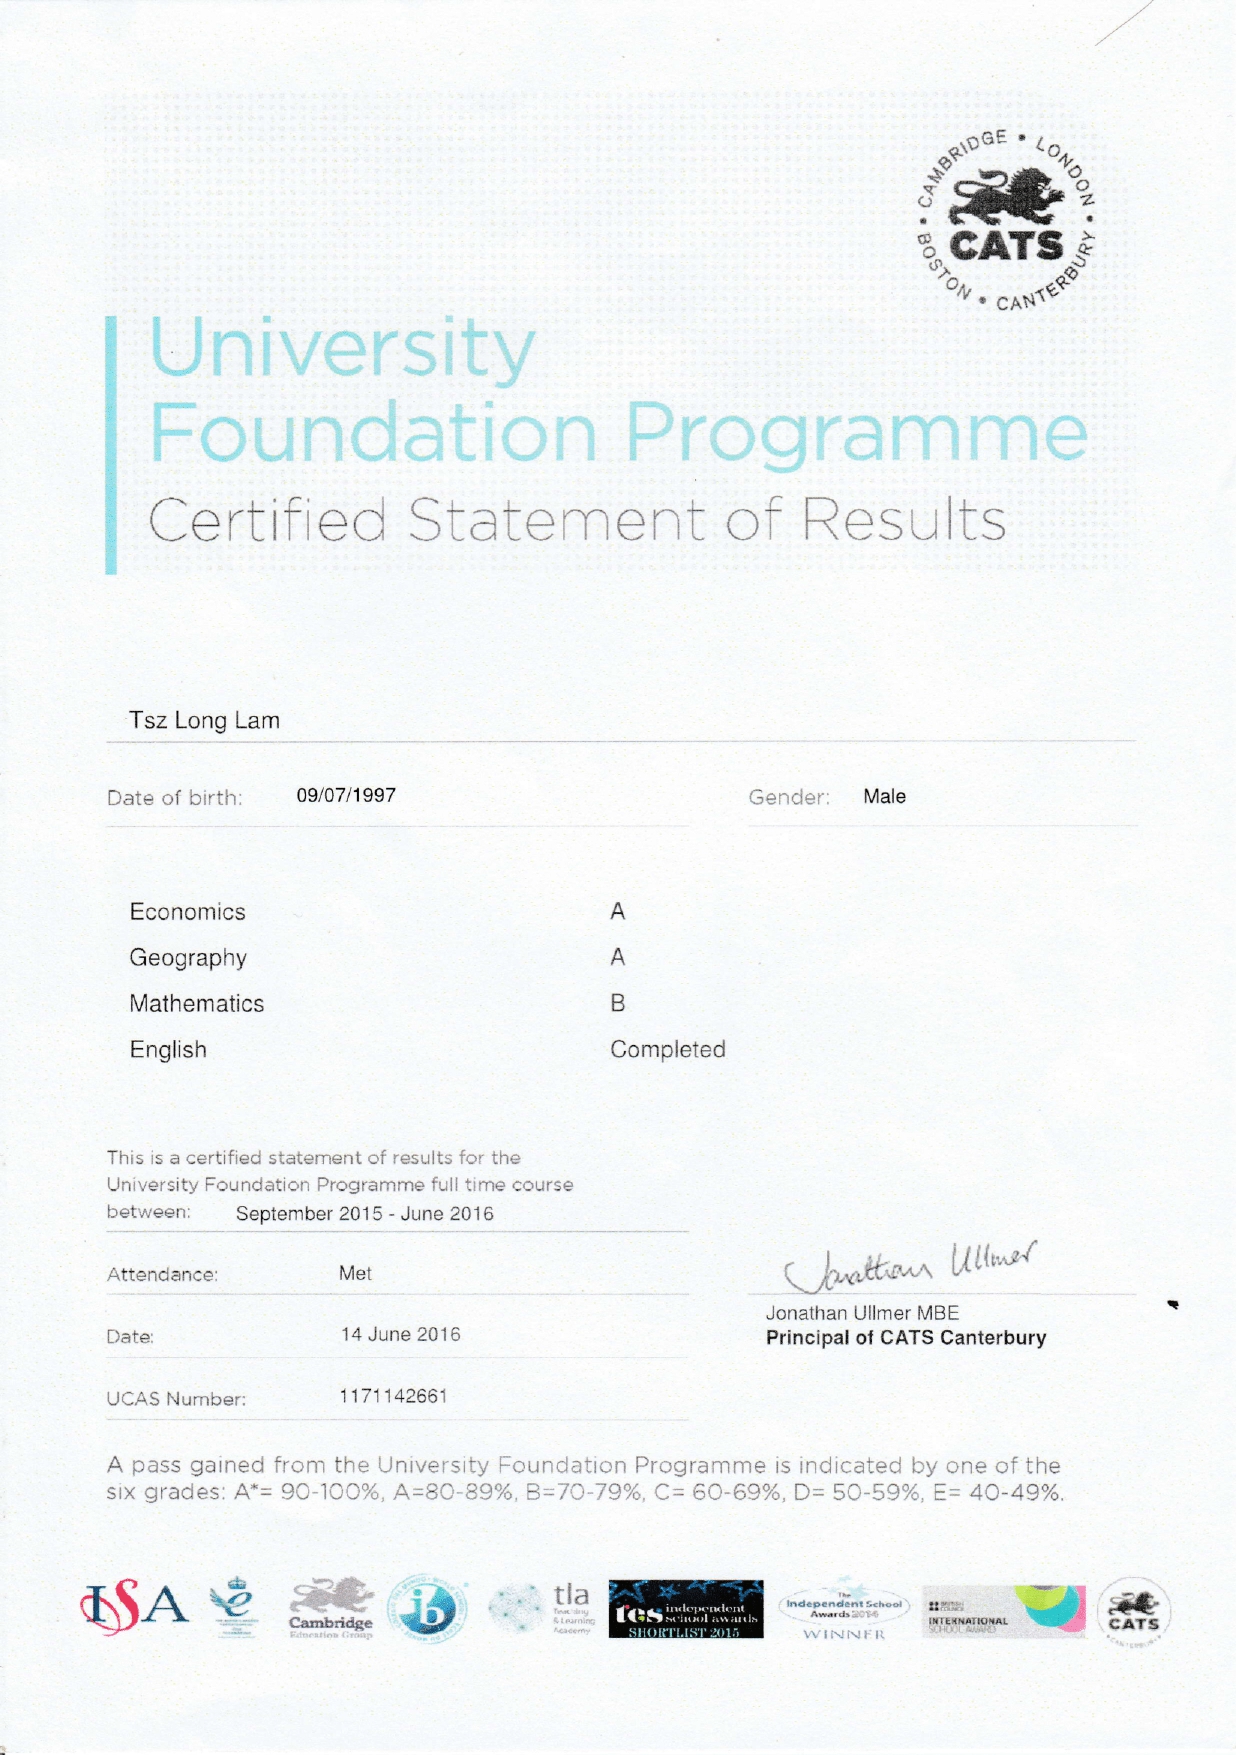 CAMBRIDGE • LONDON • CANTERBURY • BOSTON •
CATS
University
Foundation Programme
Certified Statement of Results
Tsz Long Lam
Date of birth: 09/07/1997 Gender: Male
Economics A
Geography A
Mathematics B
English Completed
This is a certified statement of results for the
University Foundation Programme full time course
between: September 2015 - June 2016
Attendance: Met
Jonathan Ullmer
Jonathan Ullmer MBE
Principal of CATS Canterbury
Date: 14 June 2016
UCAS Number: 1171142661
A pass gained from the University Foundation Programme is indicated by one of the
six grades: A*= 90-100%, A=80-89%, B=70-79%, C= 60-69%, D= 50-59%, E= 40-49%.
ISA
Cambridge
Education Group
ib
tla
Teaching
& Learning
Academy
tes independent
school awards
SHORTLIST 2015
The
Independent School
Awards
WINNER
BRITISH
COUNCIL
INTERNATIONAL
SCHOOL AWARD
CATS